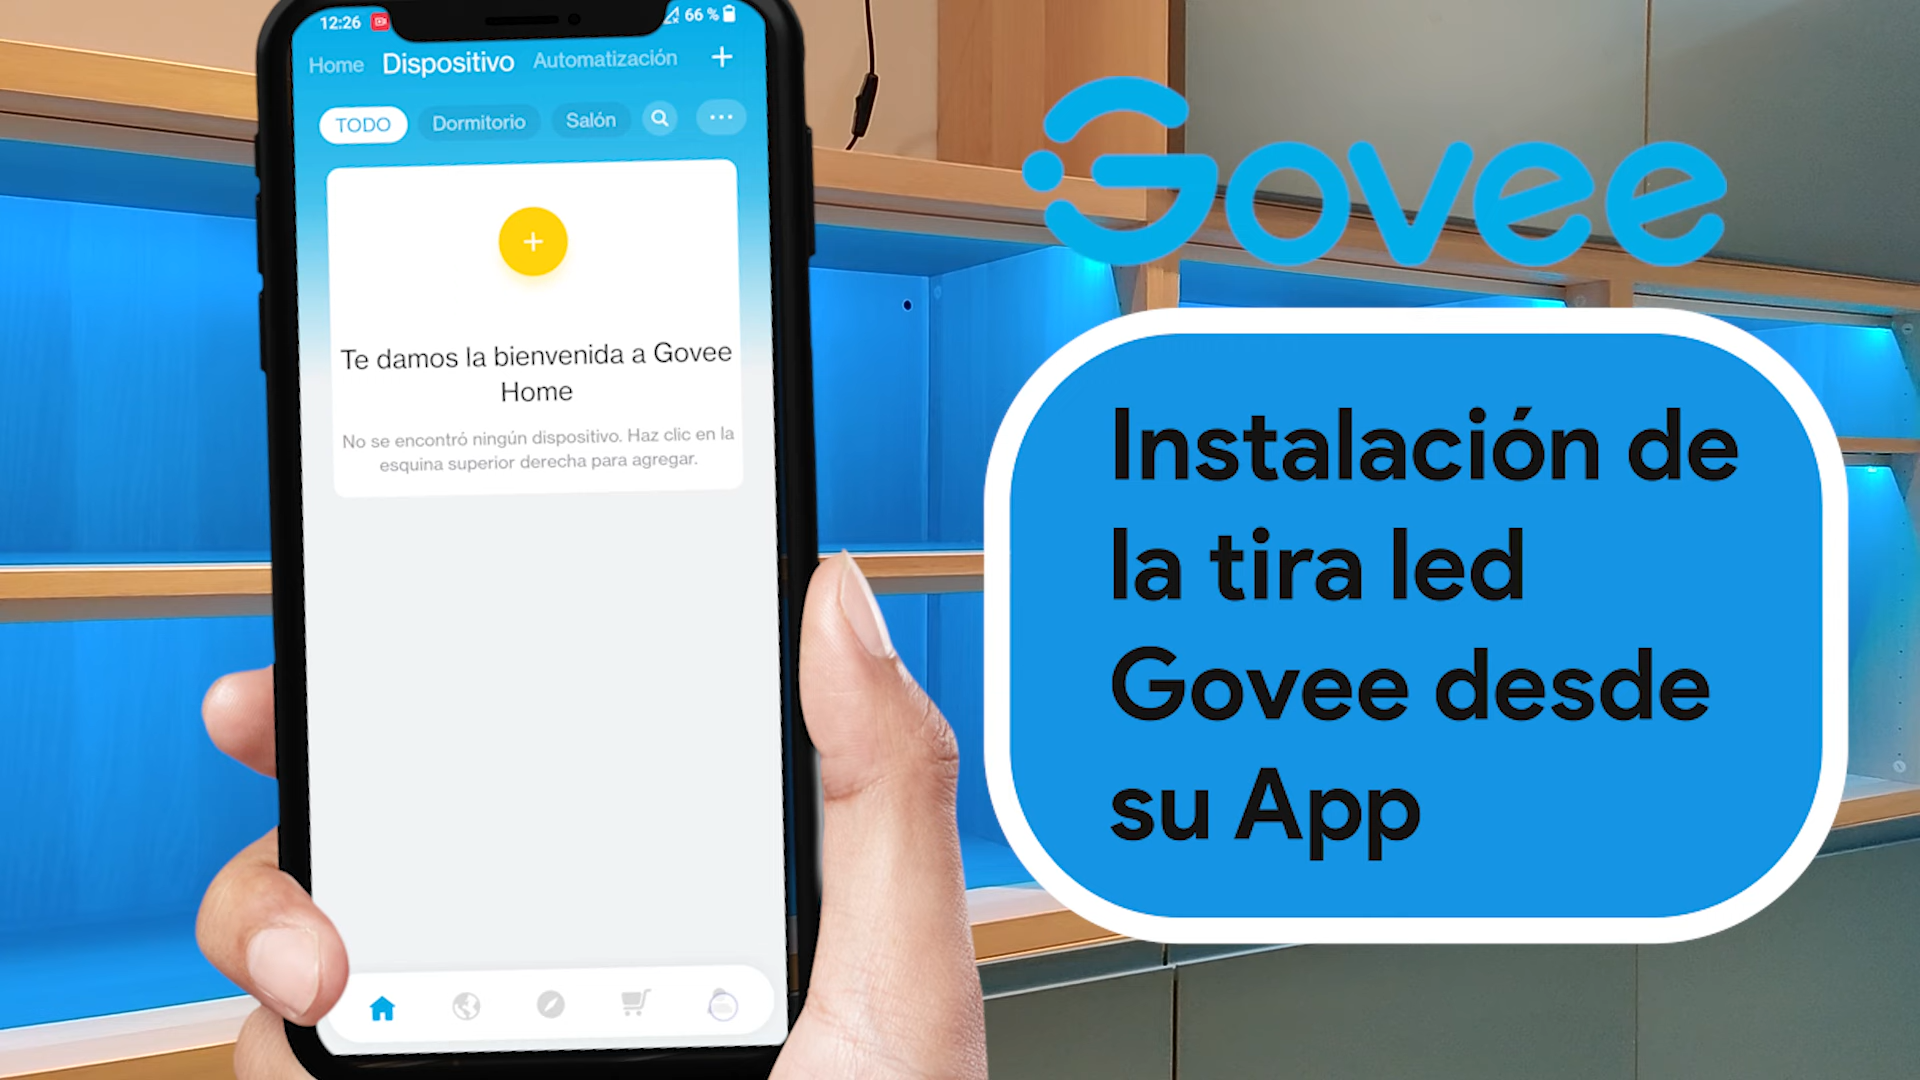 12:26
66 %
Home Dispositivo Automatización +
TODO Dormitorio Salón
Te damos la bienvenida a Govee
Home
No se encontró ningún dispositivo. Haz clic en la
esquina superior derecha para agregar.
Govee
Instalación de
la tira led
Govee desde
su App